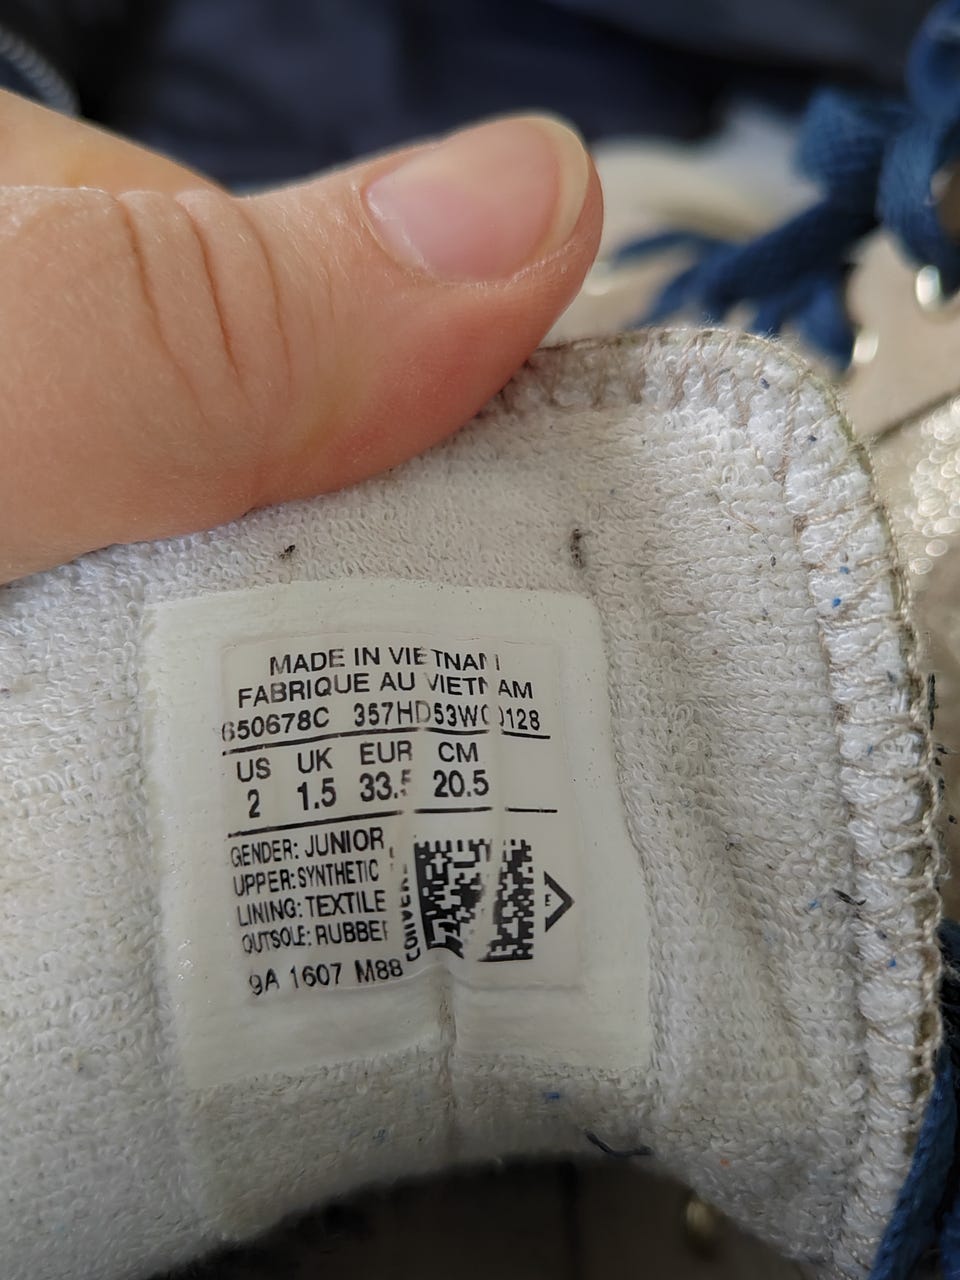 MADE IN VIETNAM
FABRIQUE AU VIETNAM
650678C 357HD53W00128
US UK EUR CM
2 1.5 33.5 20.5
GENDER: JUNIOR
UPPER: SYNTHETIC
LINING: TEXTILE
OUTSOLE: RUBBER
9A 1607 M88
CONVERSE
E